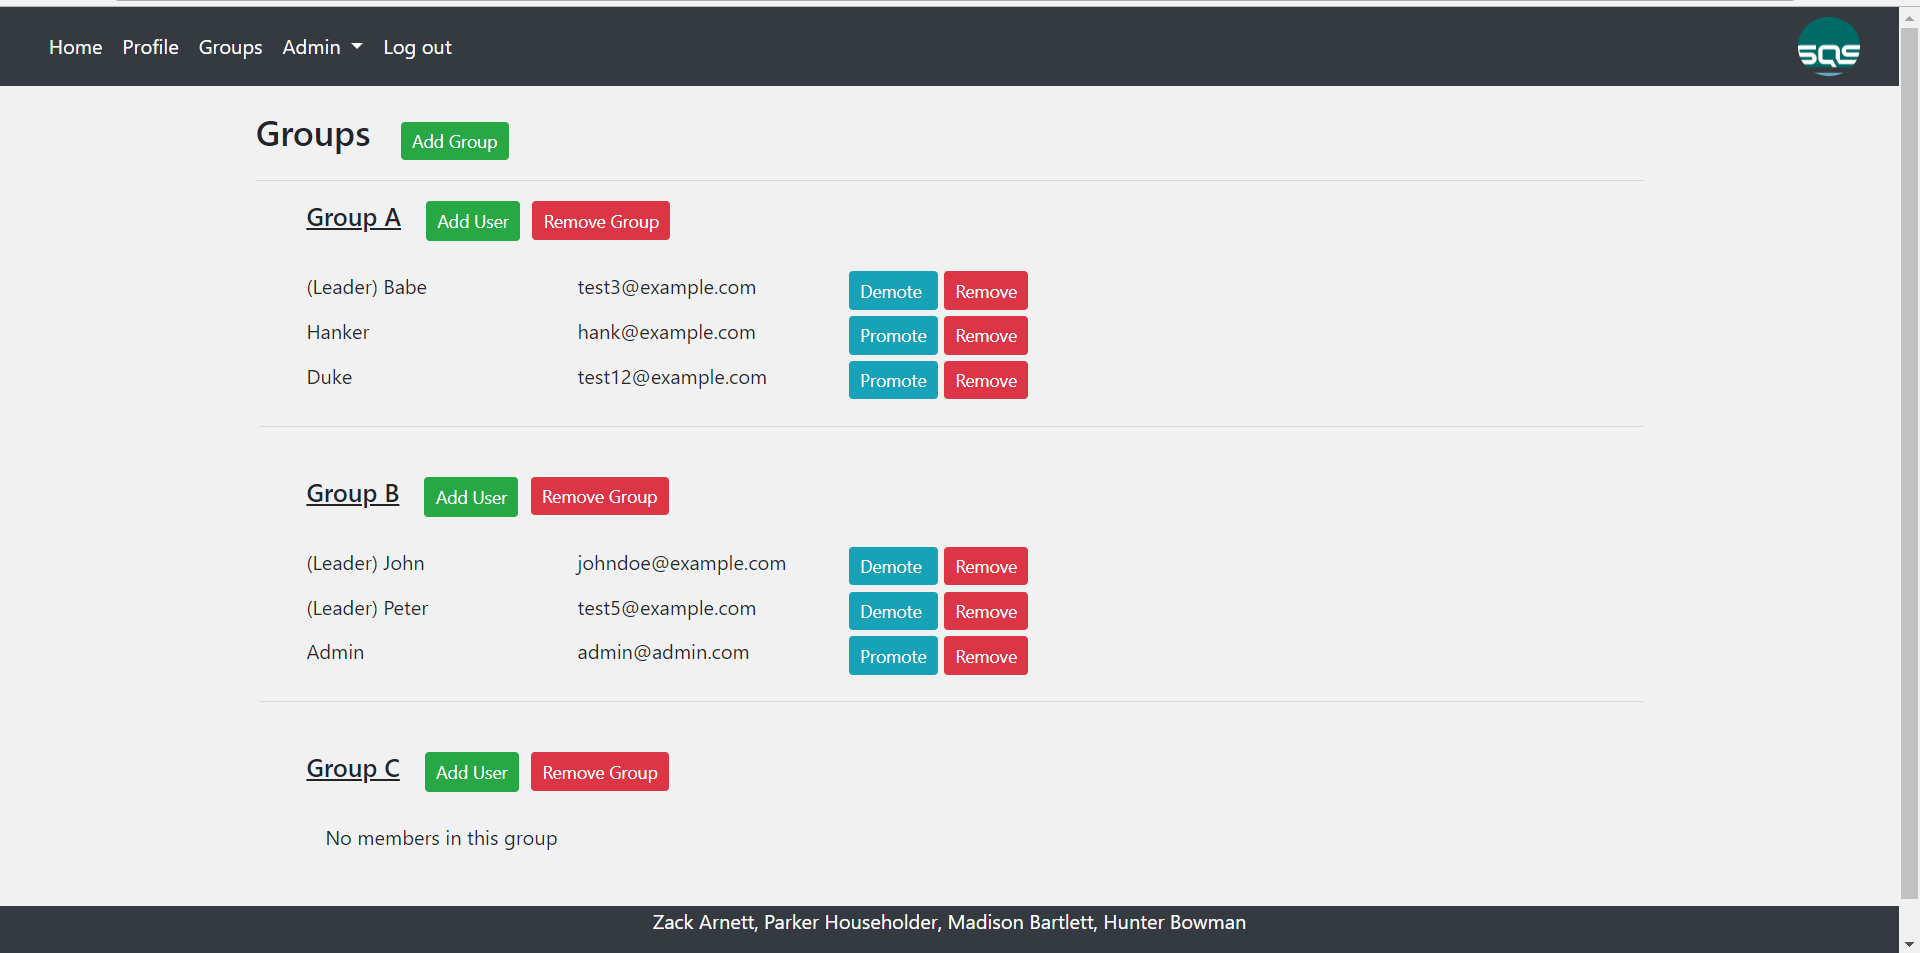 Home Profile Groups Admin Log out
SQS
Groups Add Group
Group A Add User Remove Group
(Leader) Babe test3@example.com Demote Remove
Hanker hank@example.com Promote Remove
Duke test12@example.com Promote Remove
Group B Add User Remove Group
(Leader) John johndoe@example.com Demote Remove
(Leader) Peter test5@example.com Demote Remove
Admin admin@admin.com Promote Remove
Group C Add User Remove Group
No members in this group
Zack Arnett, Parker Householder, Madison Bartlett, Hunter Bowman